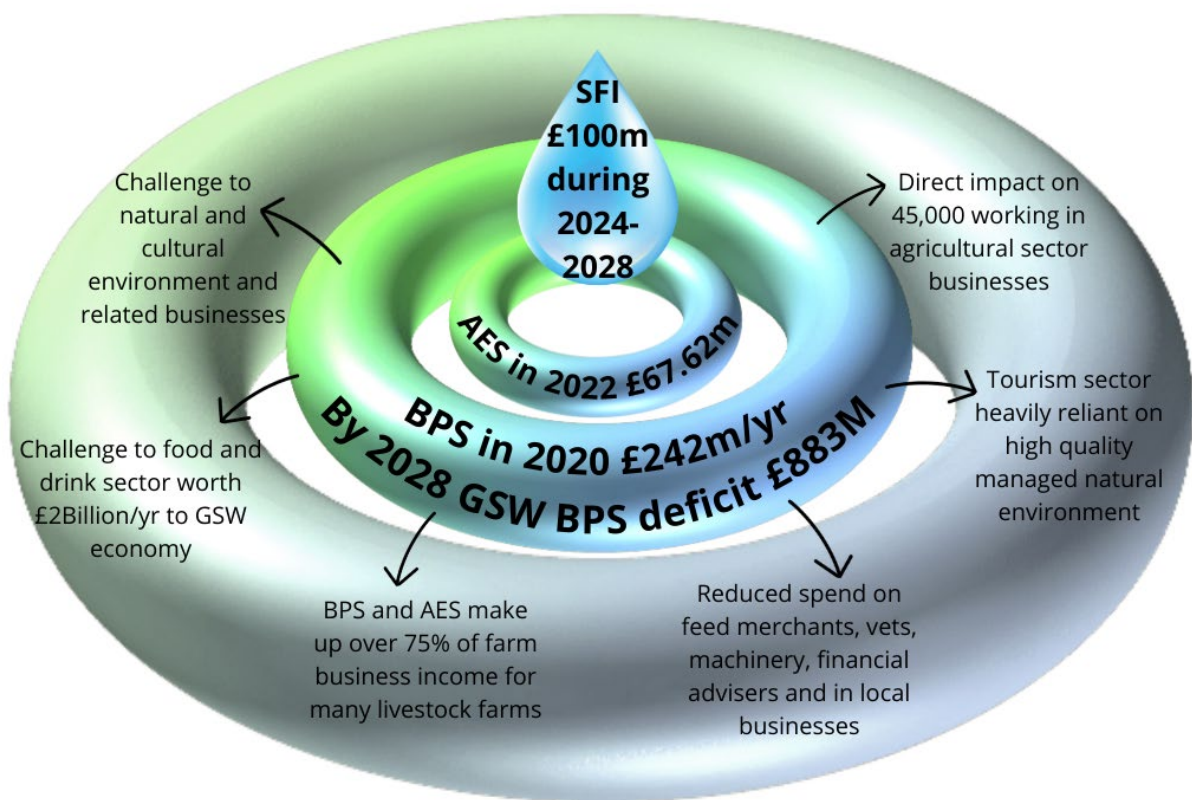 SFI
£100m
during
2024-
2028
AES in 2022 £67.62m
BPS in 2020 £242m/yr
By 2028 GSW BPS deficit £883M
Challenge to
natural and
cultural
environment and
related businesses
Direct impact on
45,000 working in
agricultural sector
businesses
Challenge to food and
drink sector worth
£2Billion/yr to GSW
economy
Tourism sector
heavily reliant on
high quality
managed natural
environment
BPS and AES make
up over 75% of farm
business income for
many livestock farms
Reduced spend on
feed merchants, vets,
machinery, financial
advisers and in local
businesses